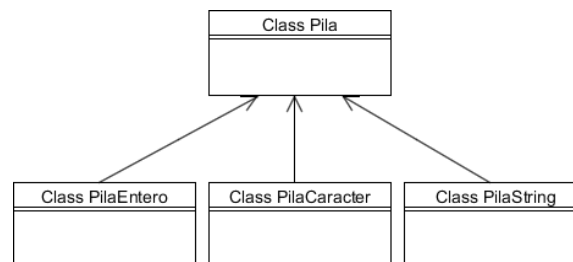 Class Pila
Class PilaEntero
Class PilaCaracter
Class PilaString